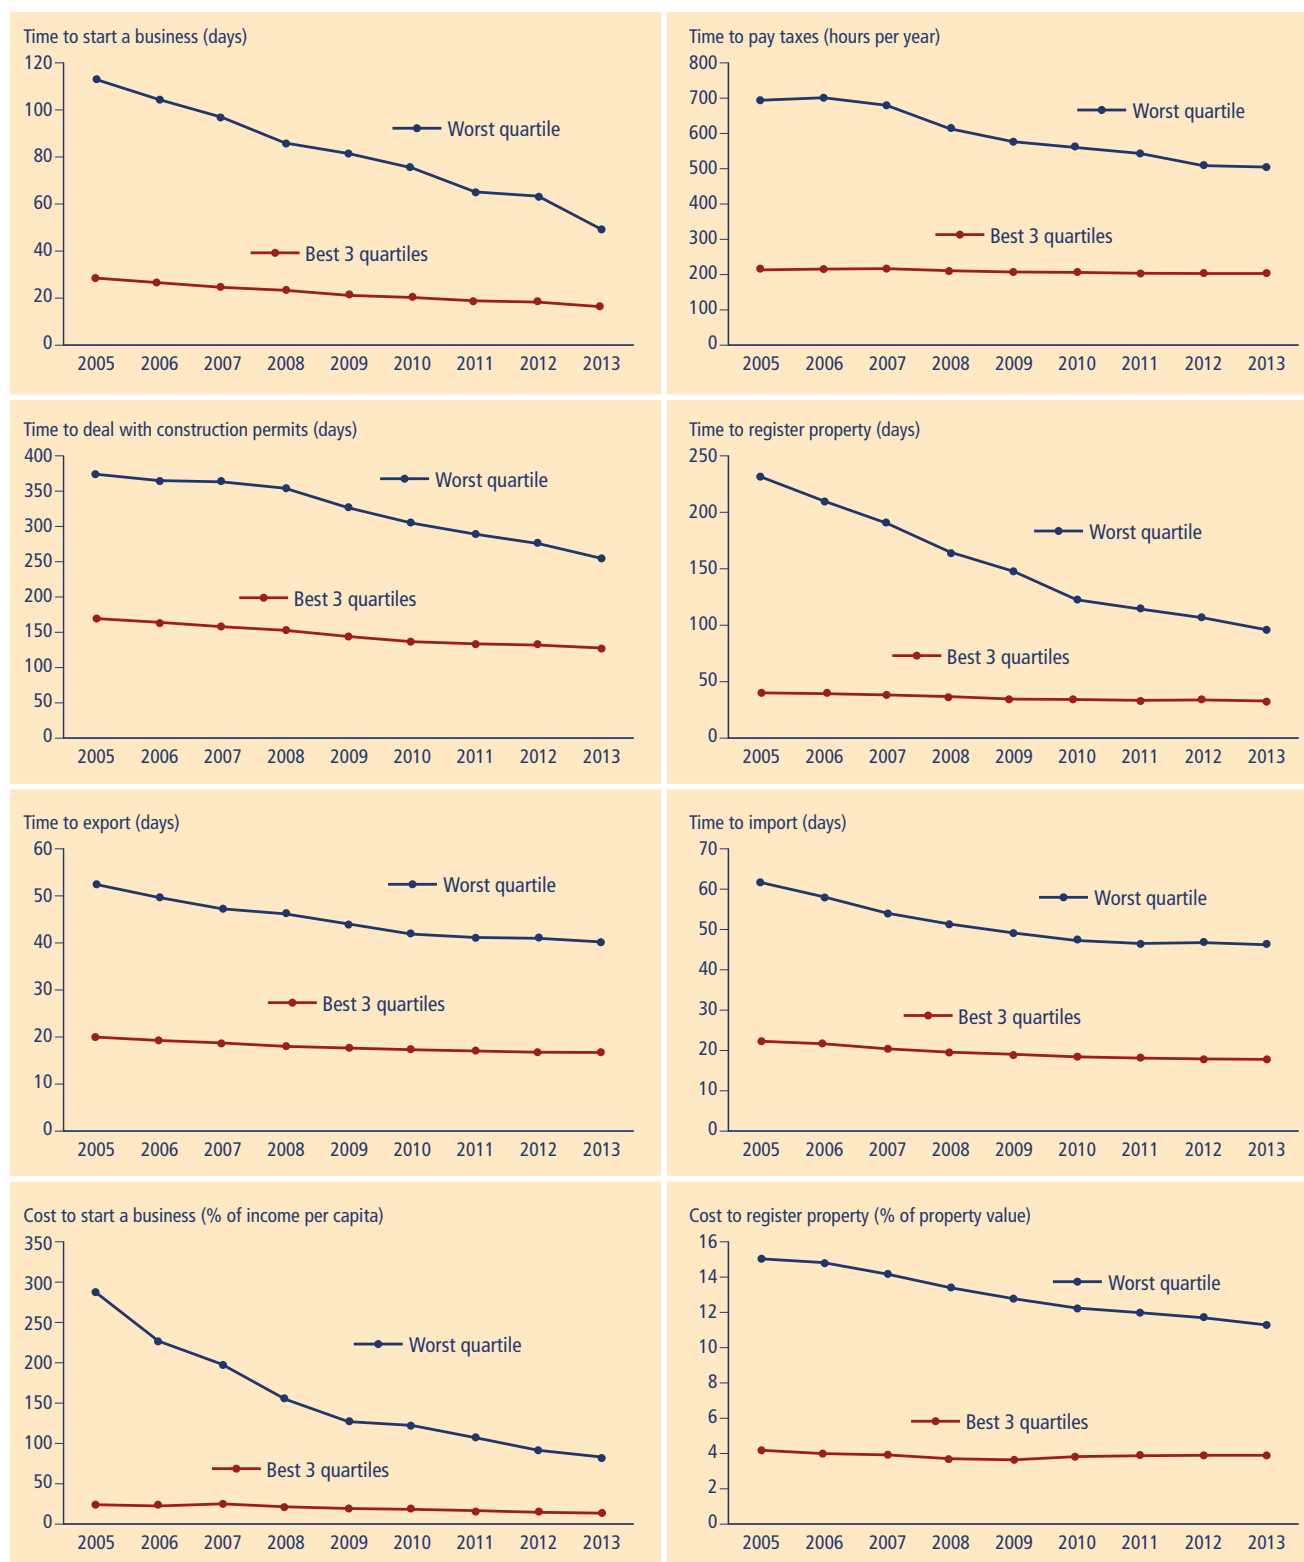 Time to start a business (days)
120
100
80
60
40
20
0
Worst quartile
Best 3 quartiles
2005 2006 2007 2008 2009 2010 2011 2012 2013
Time to pay taxes (hours per year)
800
700
600
500
400
300
200
100
0
Worst quartile
Best 3 quartiles
2005 2006 2007 2008 2009 2010 2011 2012 2013
Time to deal with construction permits (days)
400
350
300
250
200
150
100
50
0
Worst quartile
Best 3 quartiles
2005 2006 2007 2008 2009 2010 2011 2012 2013
Time to register property (days)
250
200
150
100
50
0
Worst quartile
Best 3 quartiles
2005 2006 2007 2008 2009 2010 2011 2012 2013
Time to export (days)
60
50
40
30
20
10
0
Worst quartile
Best 3 quartiles
2005 2006 2007 2008 2009 2010 2011 2012 2013
Time to import (days)
70
60
50
40
30
20
10
0
Worst quartile
Best 3 quartiles
2005 2006 2007 2008 2009 2010 2011 2012 2013
Cost to start a business (% of income per capita)
350
300
250
200
150
100
50
0
Worst quartile
Best 3 quartiles
2005 2006 2007 2008 2009 2010 2011 2012 2013
Cost to register property (% of property value)
16
14
12
10
8
6
4
2
0
Worst quartile
Best 3 quartiles
2005 2006 2007 2008 2009 2010 2011 2012 2013